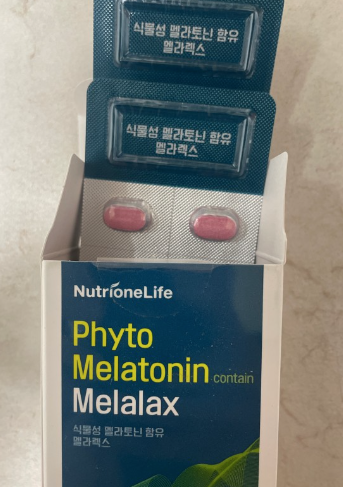 식물성 멜라토닌 함유
멜라렉스
식물성 멜라토닌 함유
멜라렉스
NutrioneLife
Phyto
Melatonin contain
Melalax
식물성 멜라토닌 함유
멜라렉스